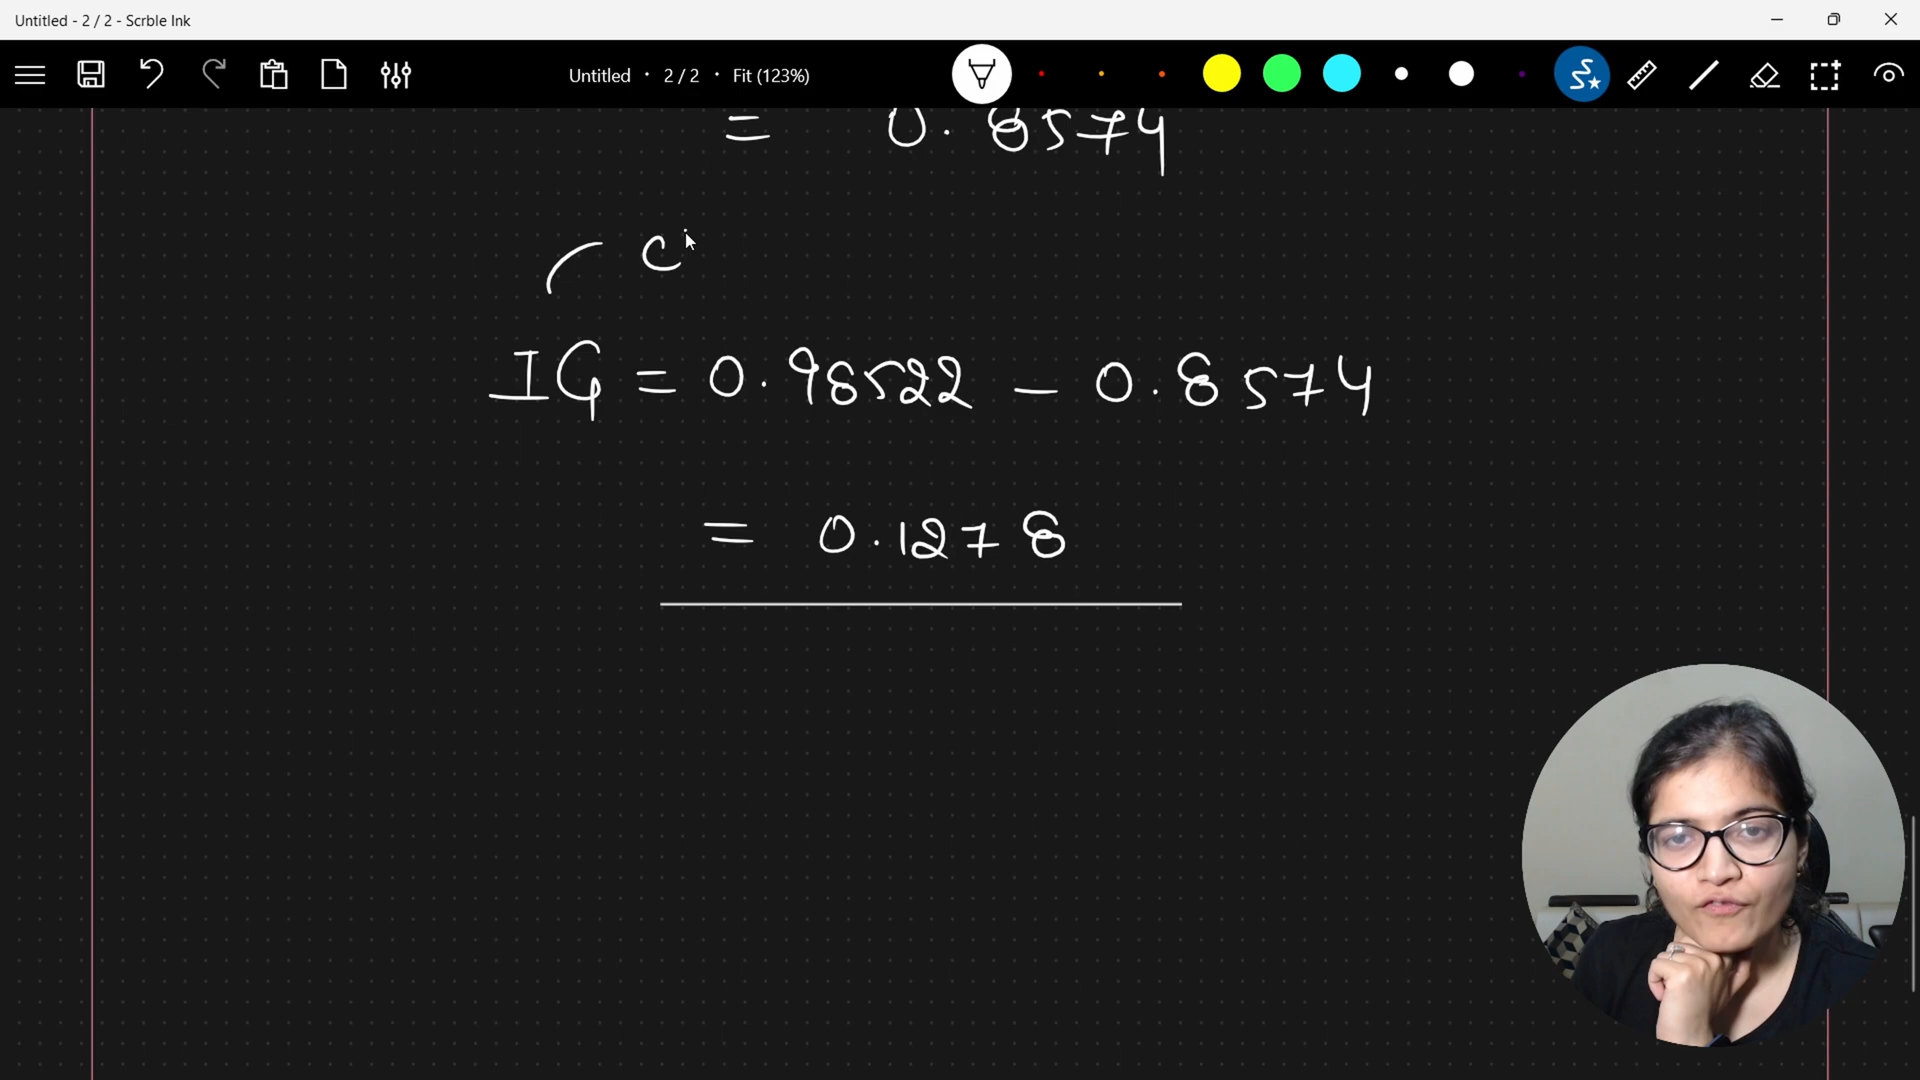 Untitled - 2 / 2 - Scrble Ink
Untitled • 2 / 2 • Fit (123%)
= 0.8574
C
IG = 0.98522 - 0.8574
= 0.1278